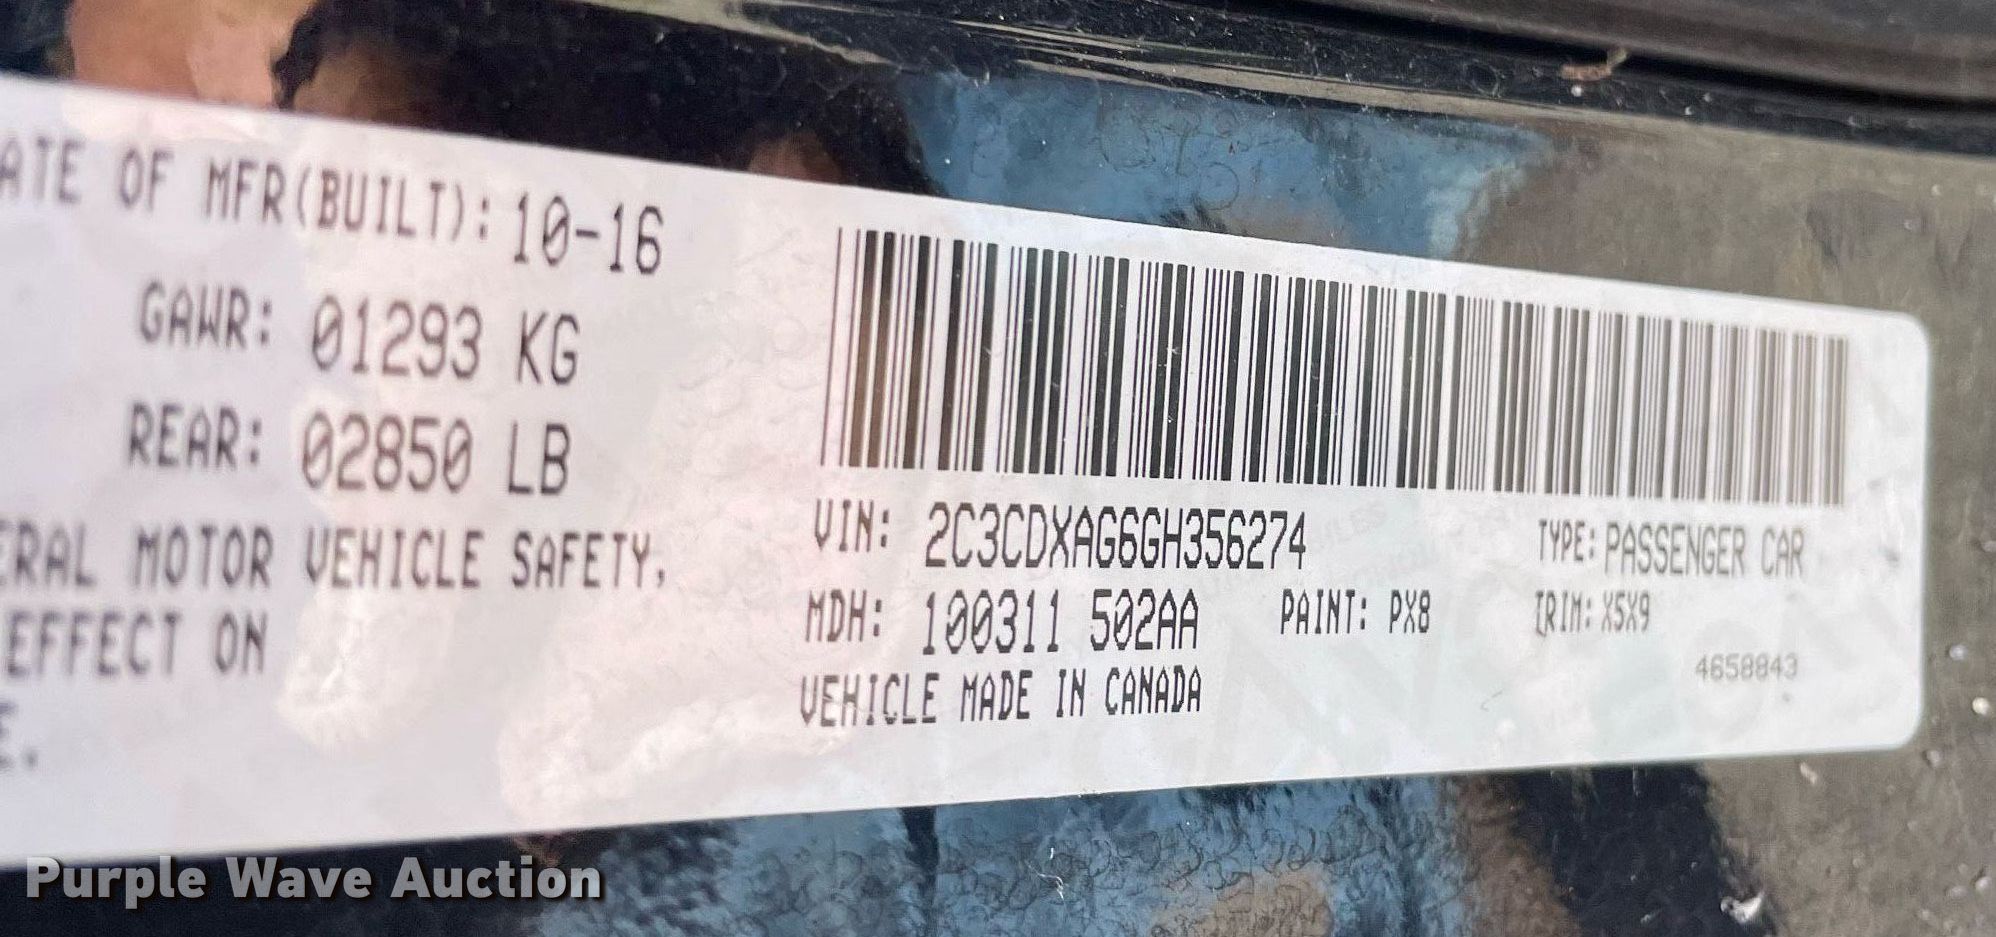 ATE OF MFR(BUILT): 10-16
GAWR: 01293 KG
REAR: 02850 LB
ERAL MOTOR VEHICLE SAFETY,
EFFECT ON
E.
VIN: 2C3CDXAG6GH356274
TYPE: PASSENGER CAR
MDH: 100311 502AA
PAINT: PX8
TRIM: X5X9
VEHICLE MADE IN CANADA
4658843
Purple Wave Auction